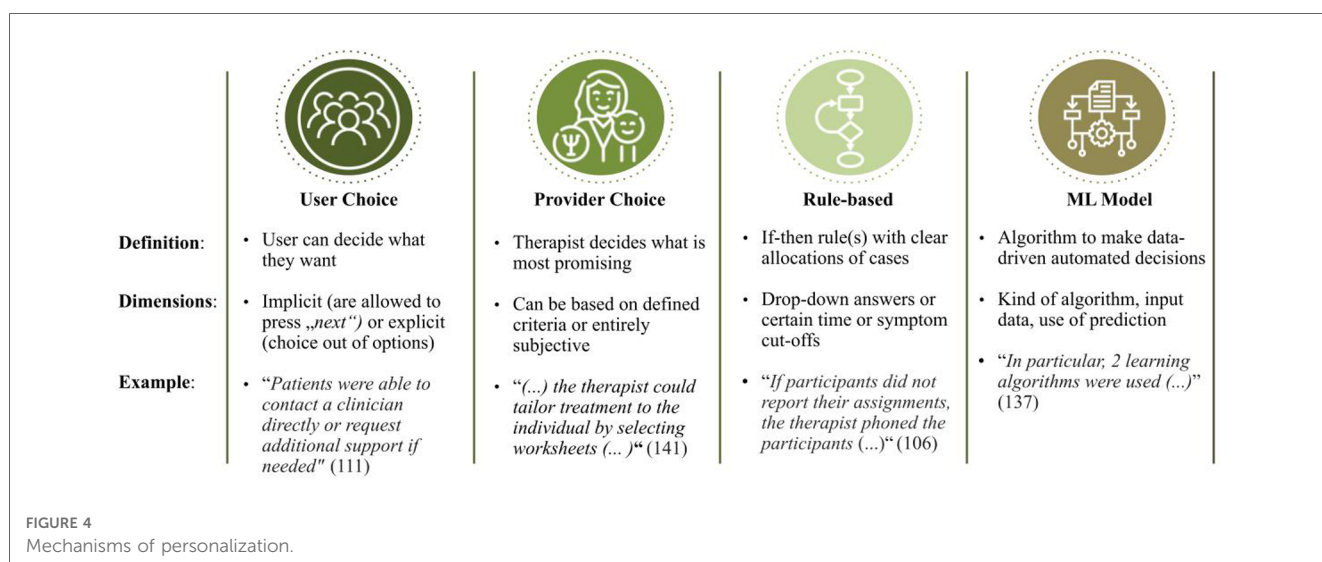 User Choice
Provider Choice
Rule-based
ML Model
Definition:
• User can decide what
they want
• Therapist decides what is
most promising
• If-then rule(s) with clear
allocations of cases
• Algorithm to make data-
driven automated decisions
Dimensions:
• Implicit (are allowed to
press „next“) or explicit
(choice out of options)
• Can be based on defined
criteria or entirely
subjective
• Drop-down answers or
certain time or symptom
cut-offs
• Kind of algorithm, input
data, use of prediction
Example:
• “Patients were able to
contact a clinician
directly or request
additional support if
needed" (111)
• “(...) the therapist could
tailor treatment to the
individual by selecting
worksheets (... )“ (141)
• “If participants did not
report their assignments,
the therapist phoned the
participants (...)“ (106)
• “In particular, 2 learning
algorithms were used (...)”
(137)
FIGURE 4
Mechanisms of personalization.